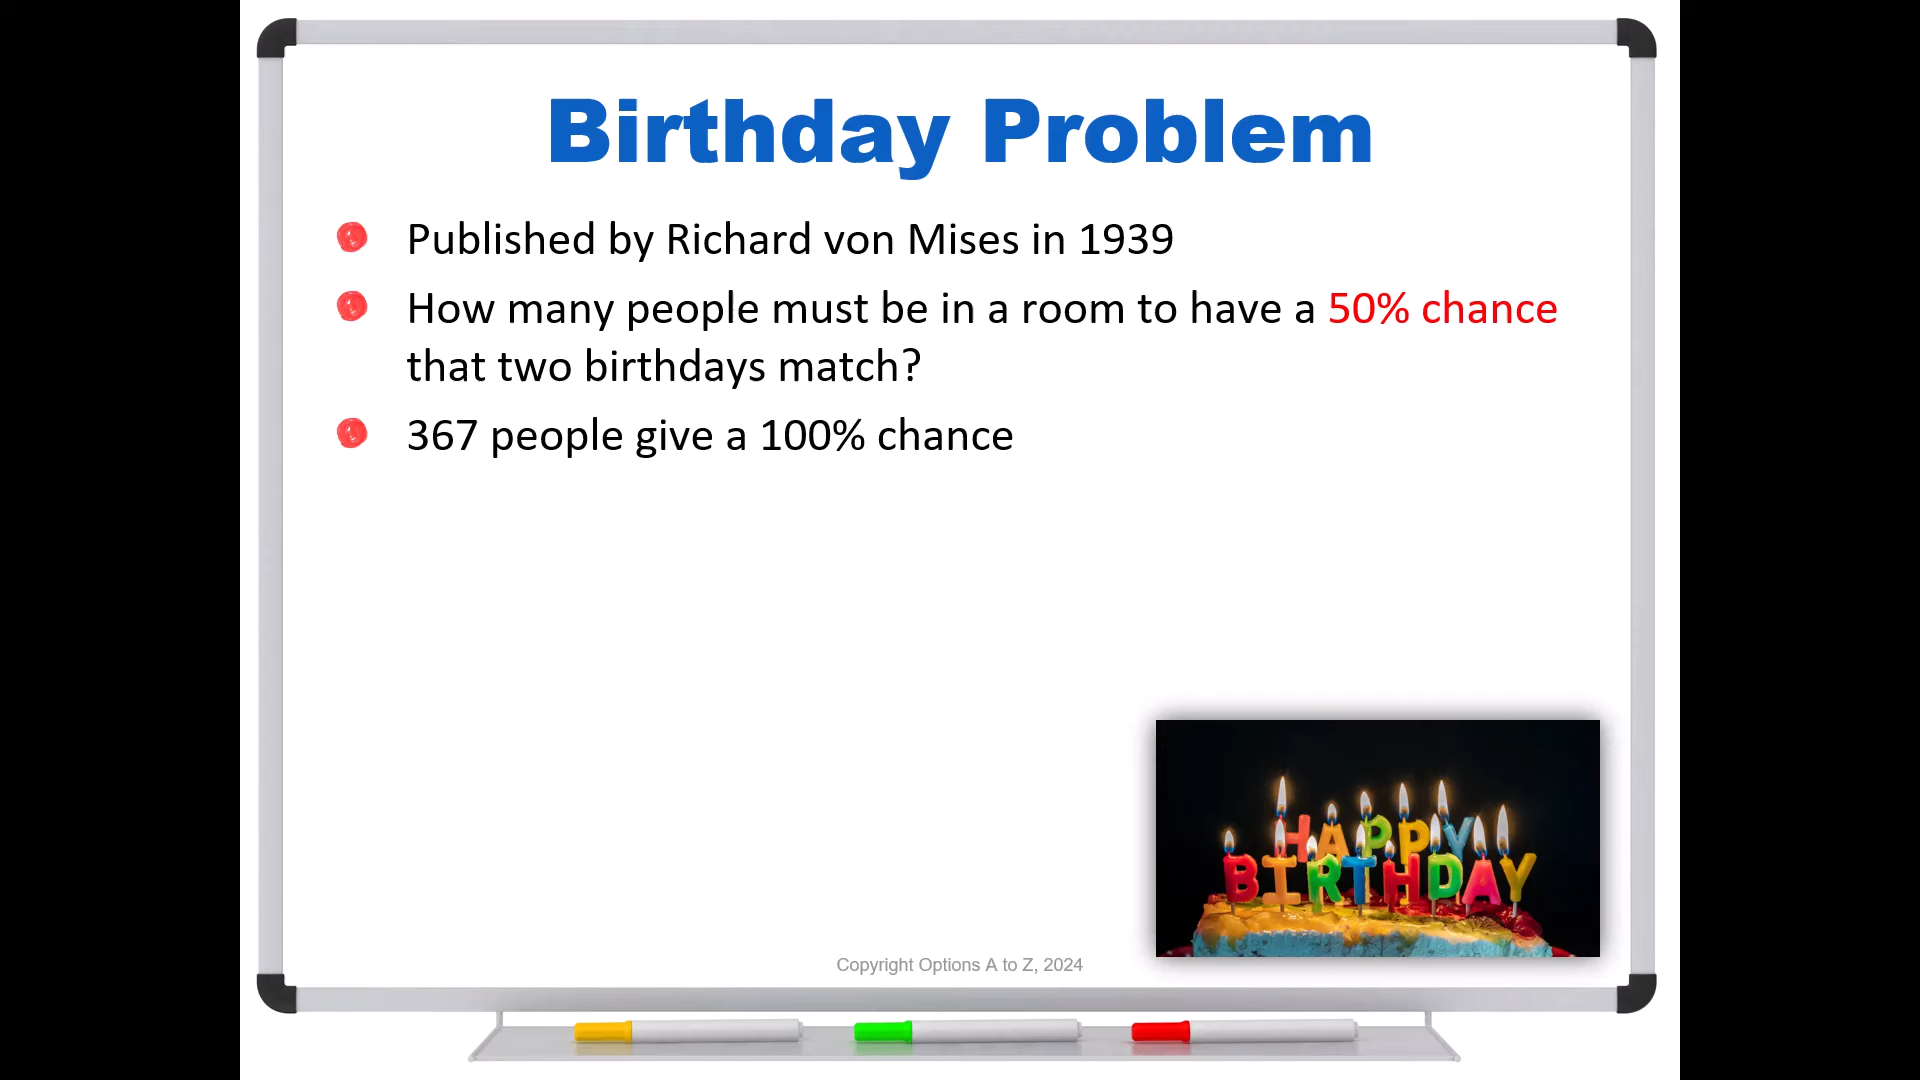 Birthday Problem
Published by Richard von Mises in 1939
How many people must be in a room to have a 50% chance
that two birthdays match?
367 people give a 100% chance
HAPPY
BIRTHDAY
Copyright Options A to Z, 2024